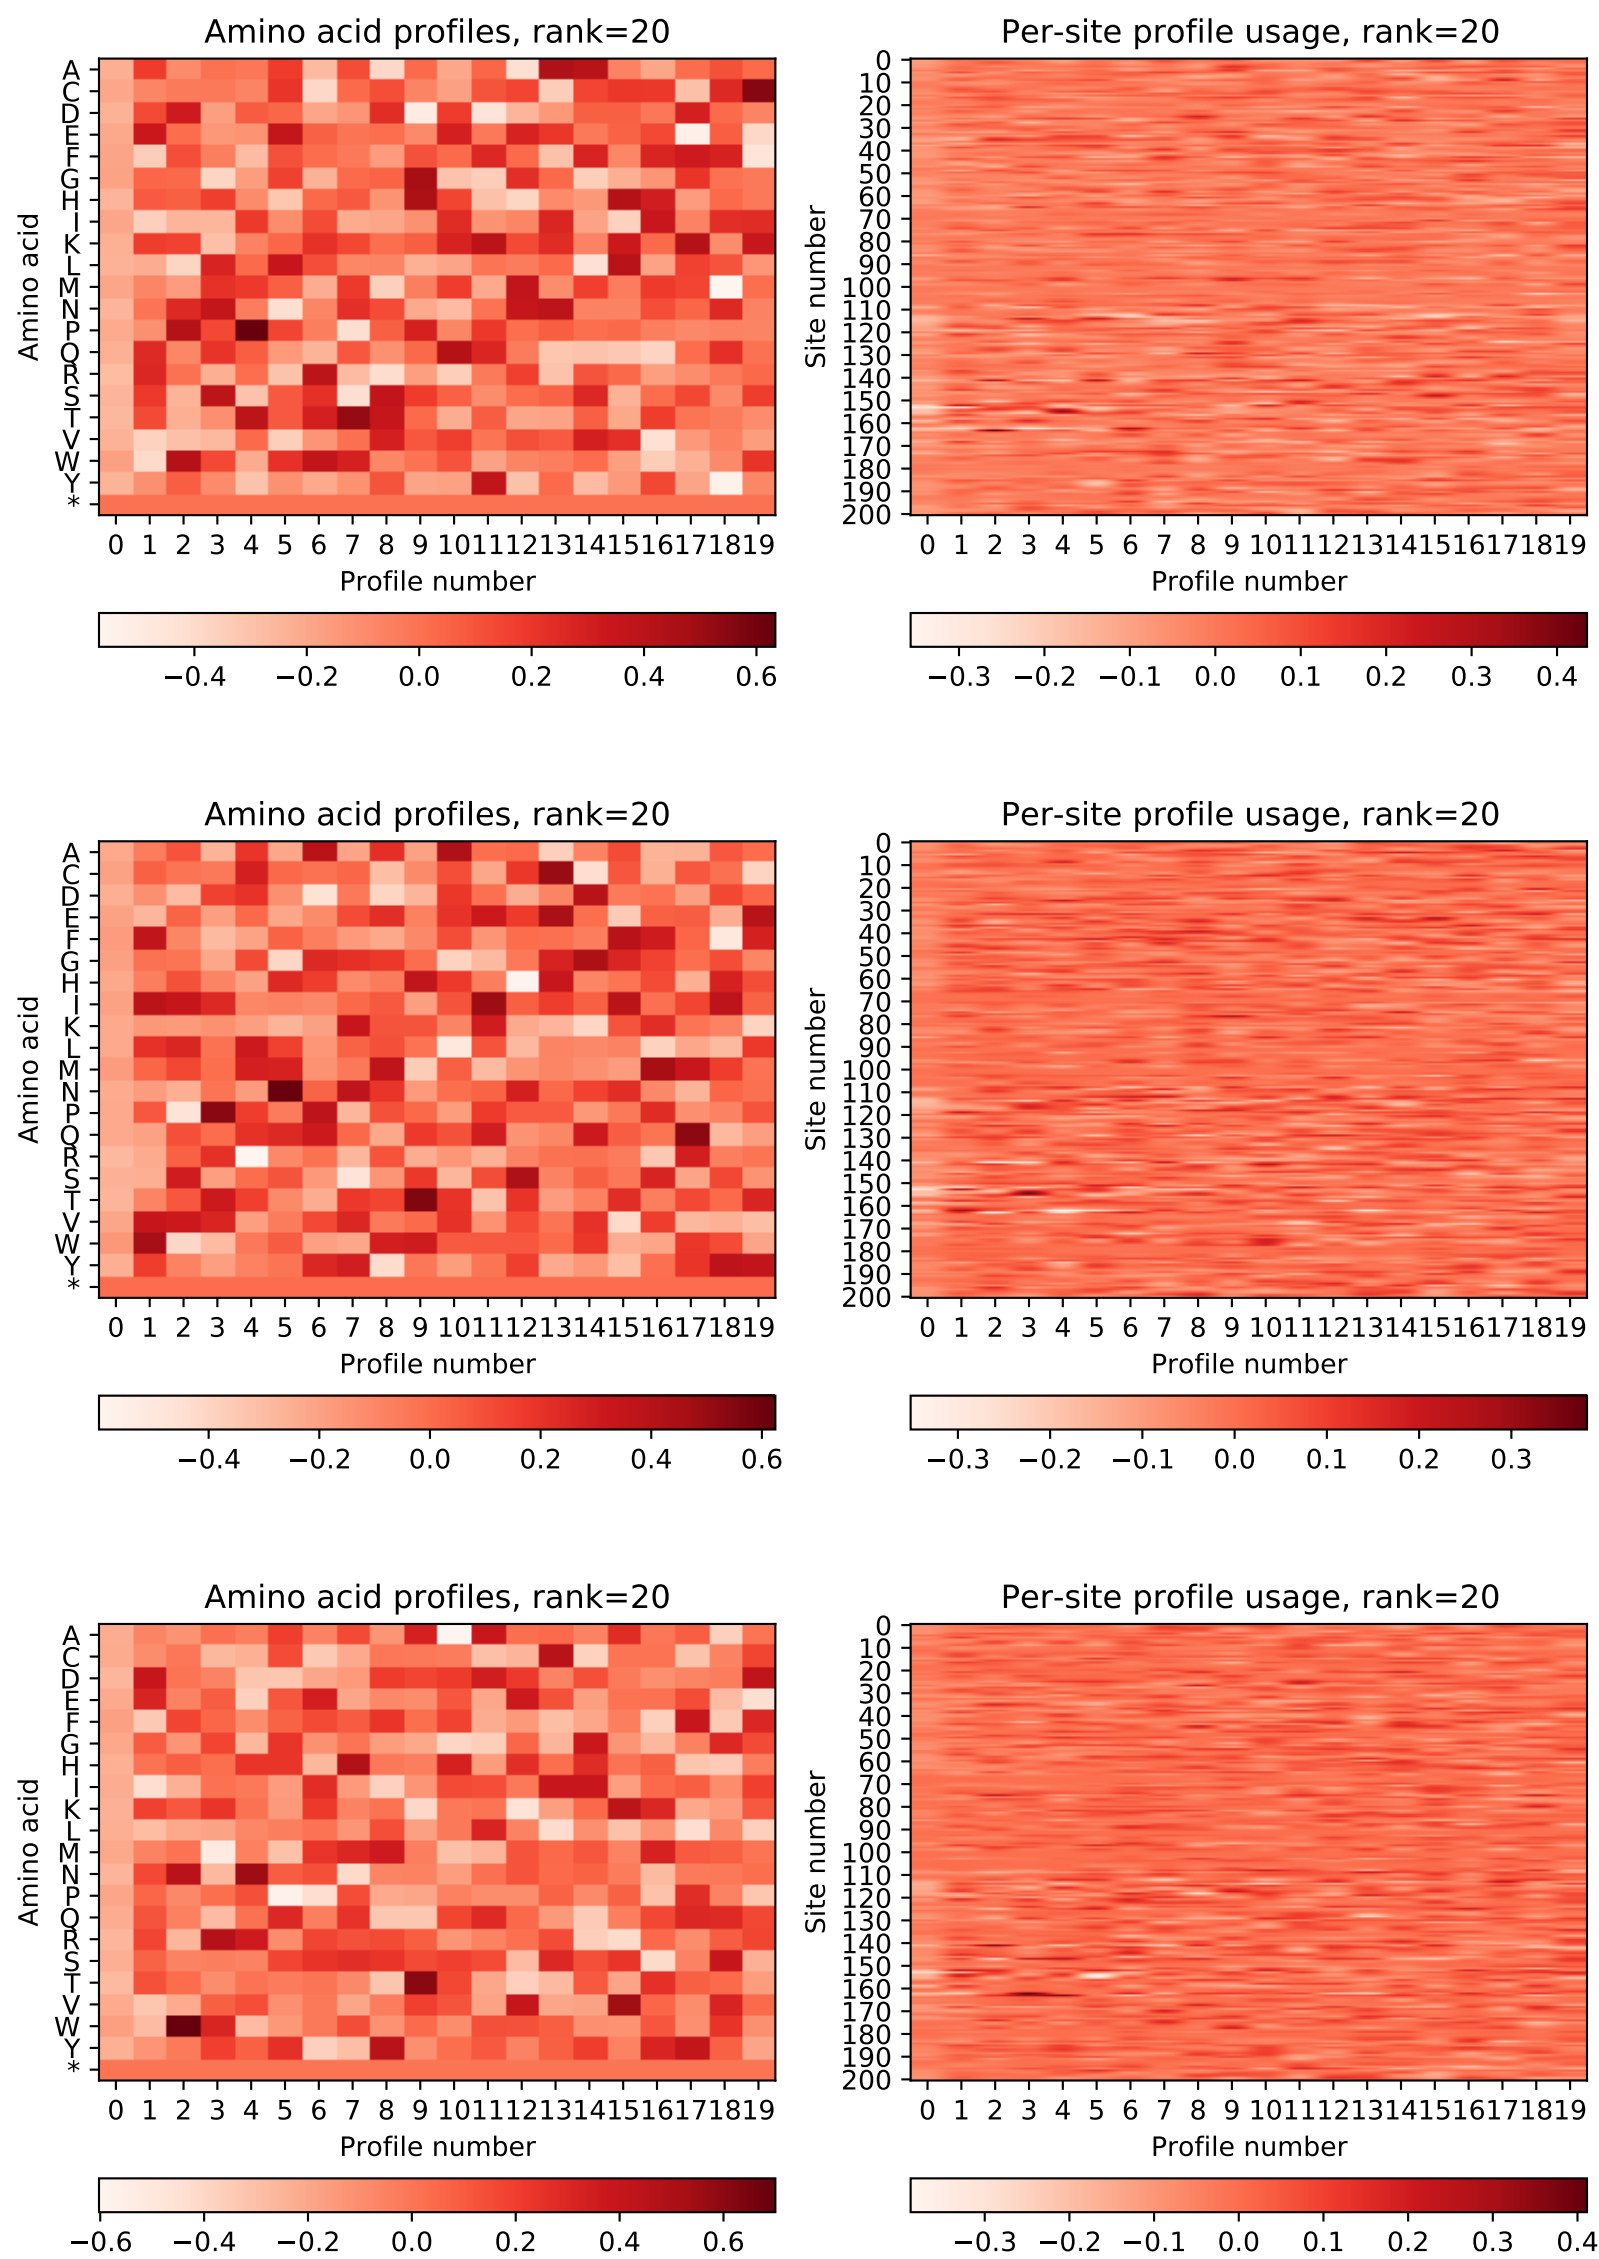 Amino acid profiles, rank=20
Per-site profile usage, rank=20
Amino acid
A
C
D
E
F
G
H
I
K
L
M
N
P
Q
R
S
T
V
W
Y
*
0 1 2 3 4 5 6 7 8 9 10 11 12 13 14 15 16 17 18 19
Profile number
−0.4 −0.2 0.0 0.2 0.4 0.6
Site number
0
10
20
30
40
50
60
70
80
90
100
110
120
130
140
150
160
170
180
190
200
0 1 2 3 4 5 6 7 8 9 10 11 12 13 14 15 16 17 18 19
Profile number
−0.3 −0.2 −0.1 0.0 0.1 0.2 0.3 0.4
Amino acid profiles, rank=20
Per-site profile usage, rank=20
Amino acid
A
C
D
E
F
G
H
I
K
L
M
N
P
Q
R
S
T
V
W
Y
*
0 1 2 3 4 5 6 7 8 9 10 11 12 13 14 15 16 17 18 19
Profile number
−0.4 −0.2 0.0 0.2 0.4 0.6
Site number
0
10
20
30
40
50
60
70
80
90
100
110
120
130
140
150
160
170
180
190
200
0 1 2 3 4 5 6 7 8 9 10 11 12 13 14 15 16 17 18 19
Profile number
−0.3 −0.2 −0.1 0.0 0.1 0.2 0.3
Amino acid profiles, rank=20
Per-site profile usage, rank=20
Amino acid
A
C
D
E
F
G
H
I
K
L
M
N
P
Q
R
S
T
V
W
Y
*
0 1 2 3 4 5 6 7 8 9 10 11 12 13 14 15 16 17 18 19
Profile number
−0.6 −0.4 −0.2 0.0 0.2 0.4 0.6
Site number
0
10
20
30
40
50
60
70
80
90
100
110
120
130
140
150
160
170
180
190
200
0 1 2 3 4 5 6 7 8 9 10 11 12 13 14 15 16 17 18 19
Profile number
−0.3 −0.2 −0.1 0.0 0.1 0.2 0.3 0.4